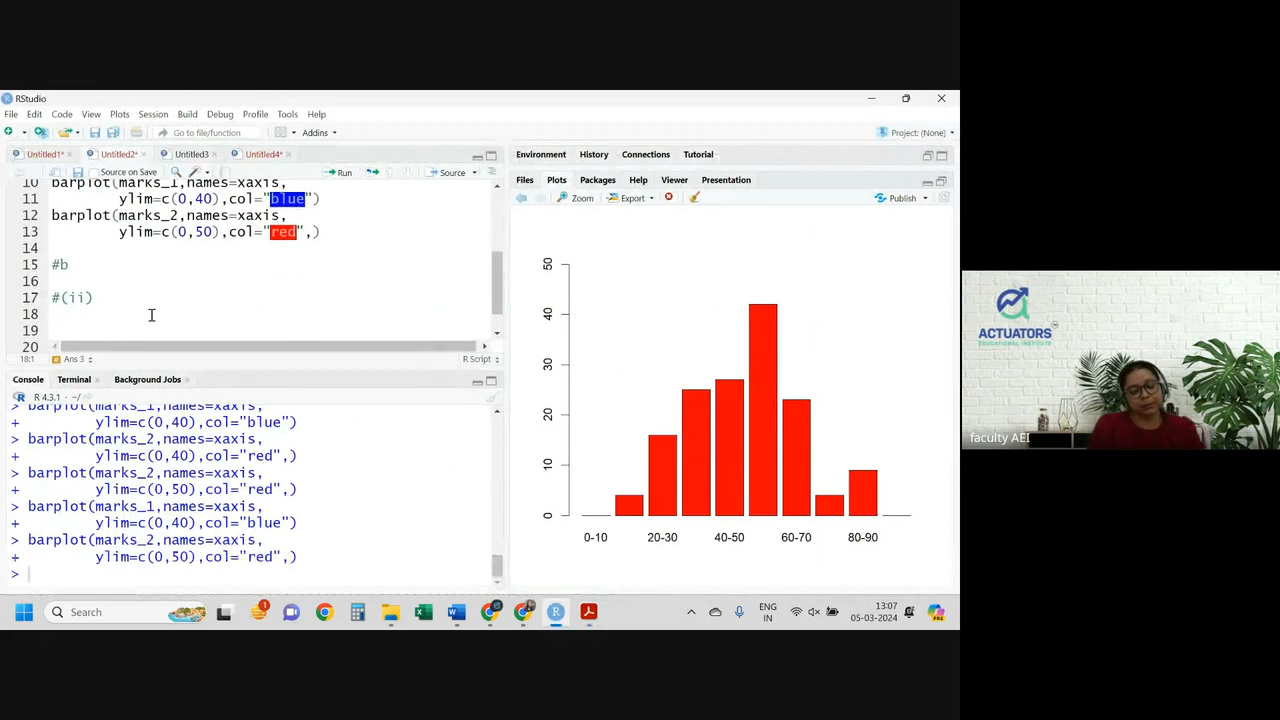 RStudio
File Edit Code View Plots Session Build Debug Profile Tools Help
Go to file/function Addins Project: (None)
Untitled1* Untitled2* Untitled3 Untitled4*
Source on Save Run Source
10 barplot(marks_1,names=xaxis,
11 ylim=c(0,40),col="blue")
12 barplot(marks_2,names=xaxis,
13 ylim=c(0,50),col="red",)
14
15 #b
16
17 #(ii)
18
19
20
18:1 Ans 3 R Script
Console Terminal Background Jobs
R 4.3.1 · ~/
> barplot(marks_1,names=xaxis,
+ ylim=c(0,40),col="blue")
> barplot(marks_2,names=xaxis,
+ ylim=c(0,40),col="red",)
> barplot(marks_2,names=xaxis,
+ ylim=c(0,50),col="red",)
> barplot(marks_1,names=xaxis,
+ ylim=c(0,40),col="blue")
> barplot(marks_2,names=xaxis,
+ ylim=c(0,50),col="red",)
>
Environment History Connections Tutorial
Files Plots Packages Help Viewer Presentation
Zoom Export Publish
50
40
30
20
10
0
0-10 20-30 40-50 60-70 80-90
ACTUATORS
EDUCATIONAL INSTITUTE
faculty AEI
Search
1
ENG
IN
13:07
05-03-2024
PRE